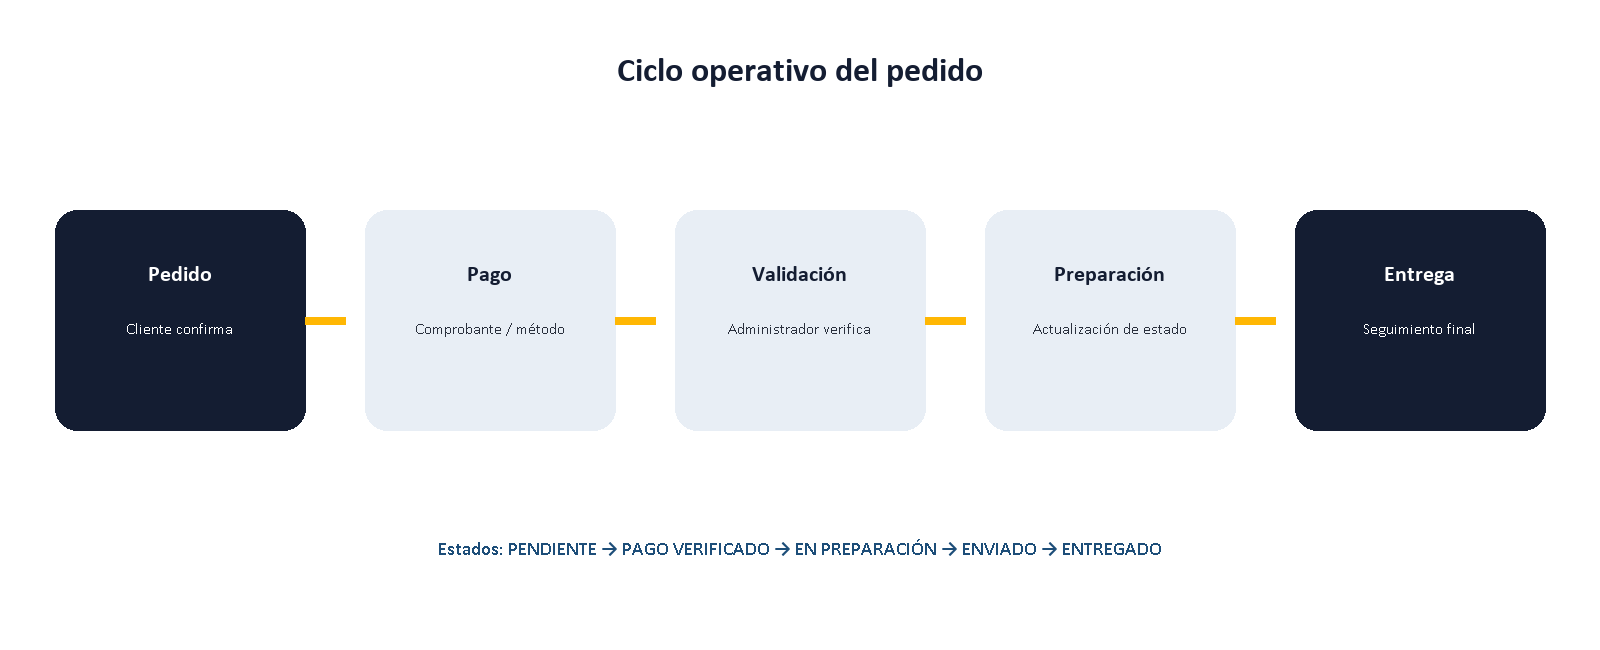 Ciclo operativo del pedido
Pedido
Cliente confirma
Pago
Comprobante / método
Validación
Administrador verifica
Preparación
Actualización de estado
Entrega
Seguimiento final
Estados: PENDIENTE → PAGO VERIFICADO → EN PREPARACIÓN → ENVIADO → ENTREGADO